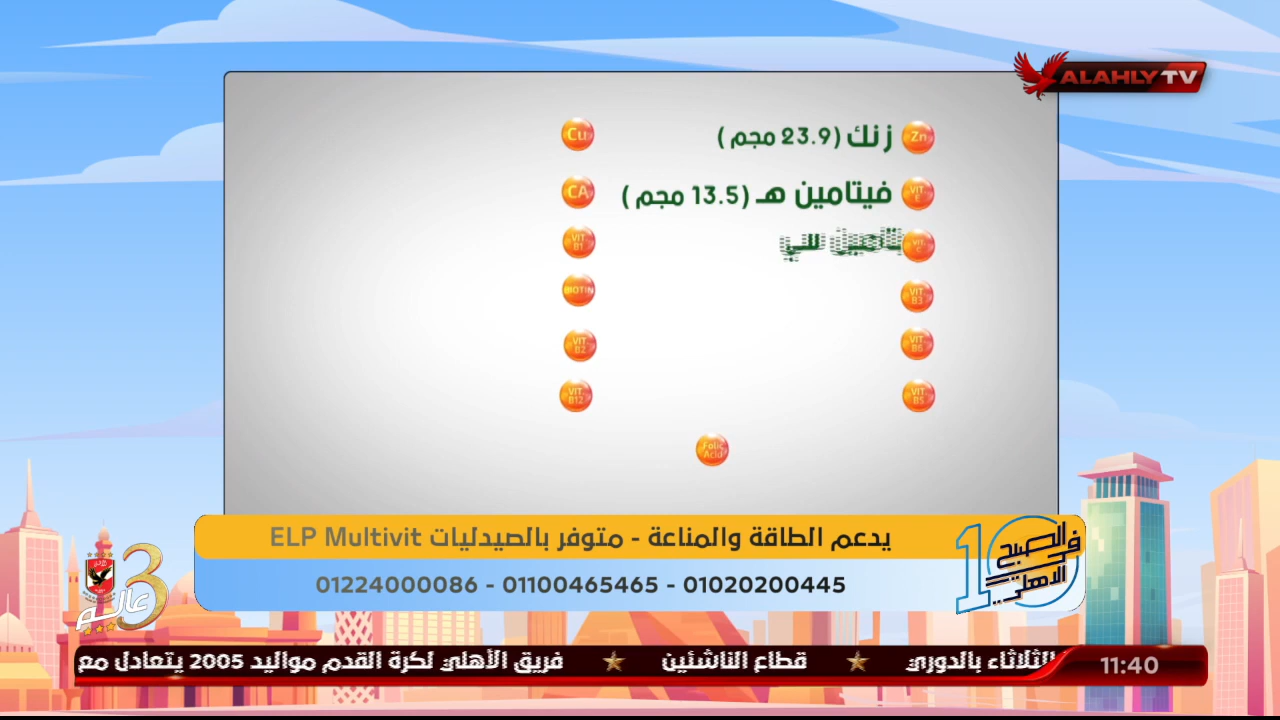 ALAHLY TV
Zn زنك (23.9 مجم)
Cu
VIT. E فيتامين هـ (13.5 مجم)
CA
VIT. C
VIT. B1
VIT. B3
BIOTIN
VIT. B6
VIT. B2
VIT. B5
VIT. B12
Folic Acid
يدعم الطاقة والمناعة - متوفر بالصيدليات ELP Multivit
01224000086 - 01100465465 - 01020200445
10 الصبح في الأهلي..
3 عالم
11:40
الثلاثاء بالدوري ★ قطاع الناشئين ★ فريق الأهلي لكرة القدم مواليد 2005 يتعادل مع